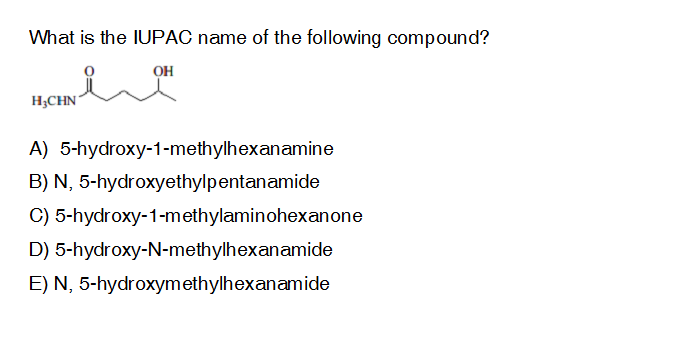 What is the IUPAC name of the following compound?
O
OH
H₃CHN
A) 5-hydroxy-1-methylhexanamine
B) N, 5-hydroxyethylpentanamide
C) 5-hydroxy-1-methylaminohexanone
D) 5-hydroxy-N-methylhexanamide
E) N, 5-hydroxymethylhexanamide